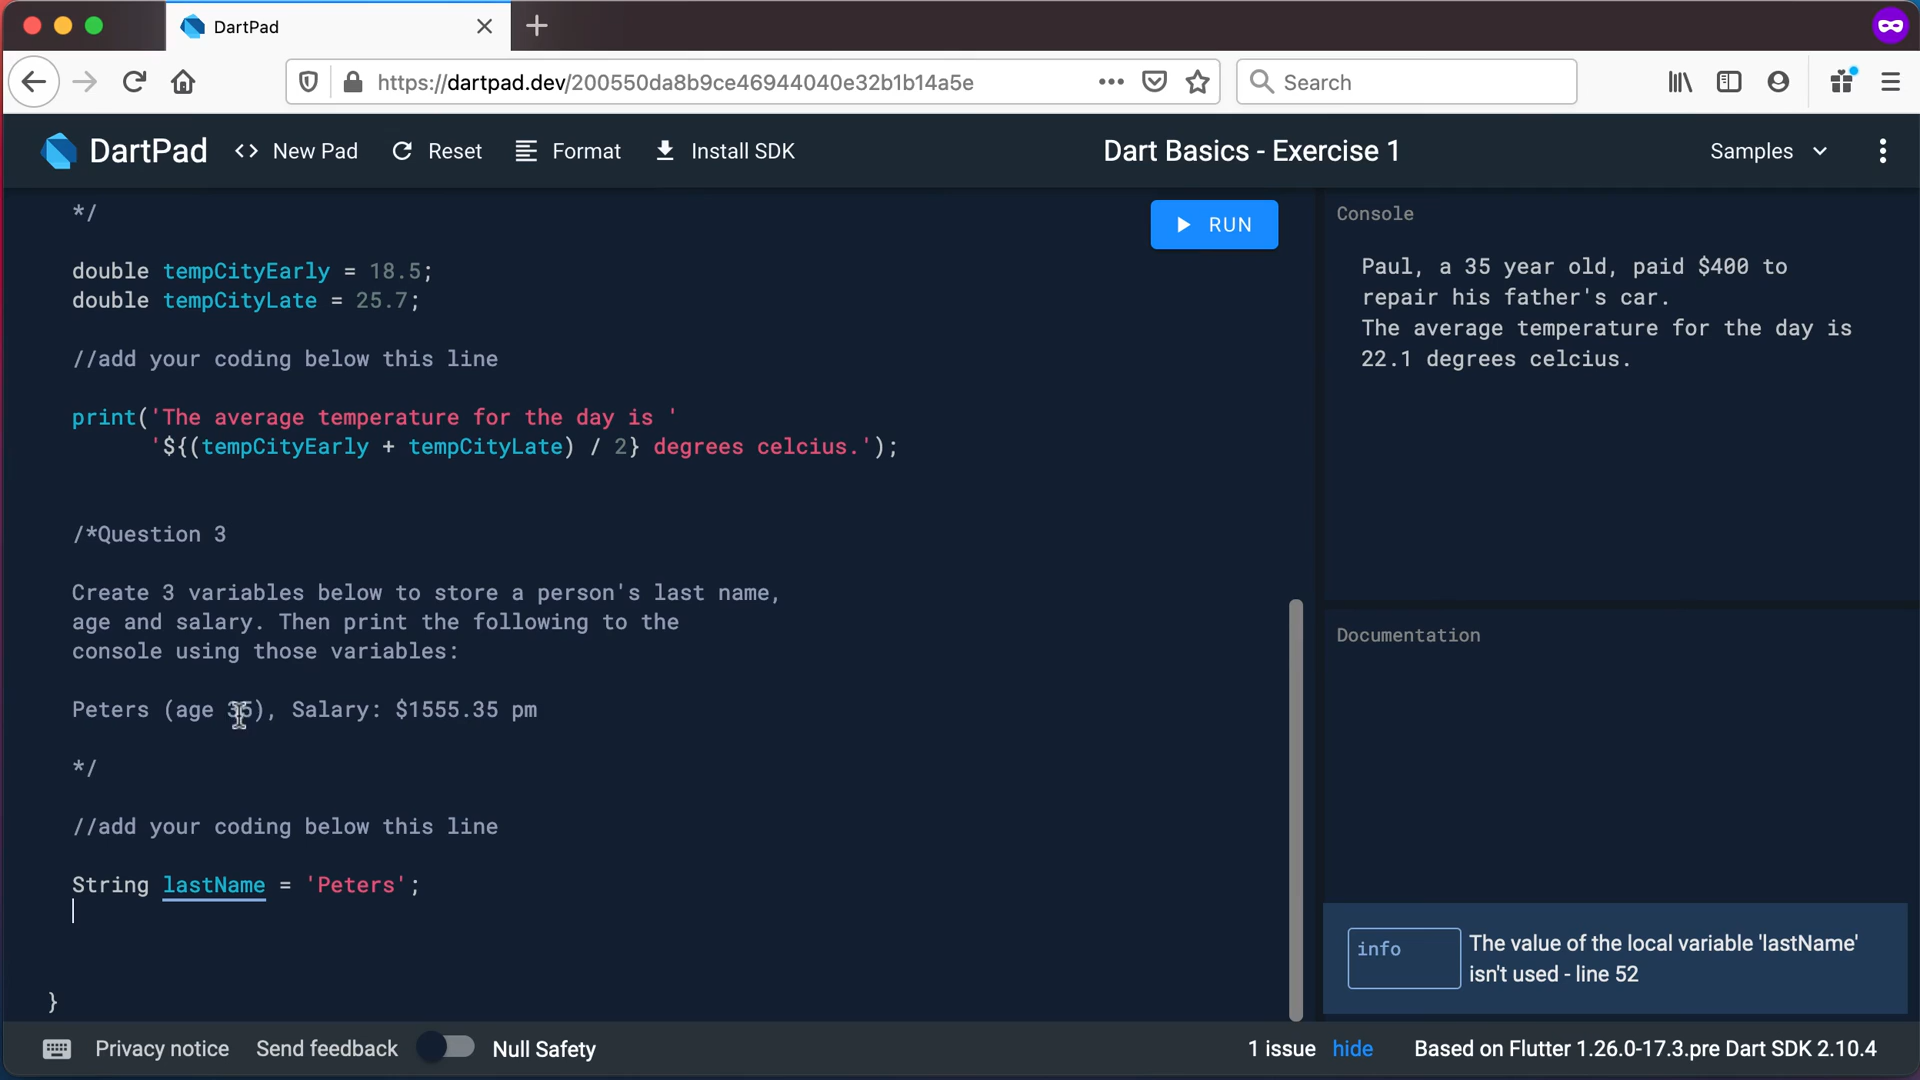 DartPad
https://dartpad.dev/200550da8b9ce46944040e32b1b14a5e
Search
DartPad
<> New Pad
Reset
Format
Install SDK
Dart Basics - Exercise 1
Samples
*/
double tempCityEarly = 18.5;
double tempCityLate = 25.7;
//add your coding below this line
print('The average temperature for the day is '
'${(tempCityEarly + tempCityLate) / 2} degrees celcius.');
/*Question 3
Create 3 variables below to store a person's last name,
age and salary. Then print the following to the
console using those variables:
Peters (age 35), Salary: $1555.35 pm
*/
//add your coding below this line
String lastName = 'Peters';
}
RUN
Console
Paul, a 35 year old, paid $400 to
repair his father's car.
The average temperature for the day is
22.1 degrees celcius.
Documentation
info
The value of the local variable 'lastName'
isn't used - line 52
Privacy notice
Send feedback
Null Safety
1 issue
hide
Based on Flutter 1.26.0-17.3.pre Dart SDK 2.10.4